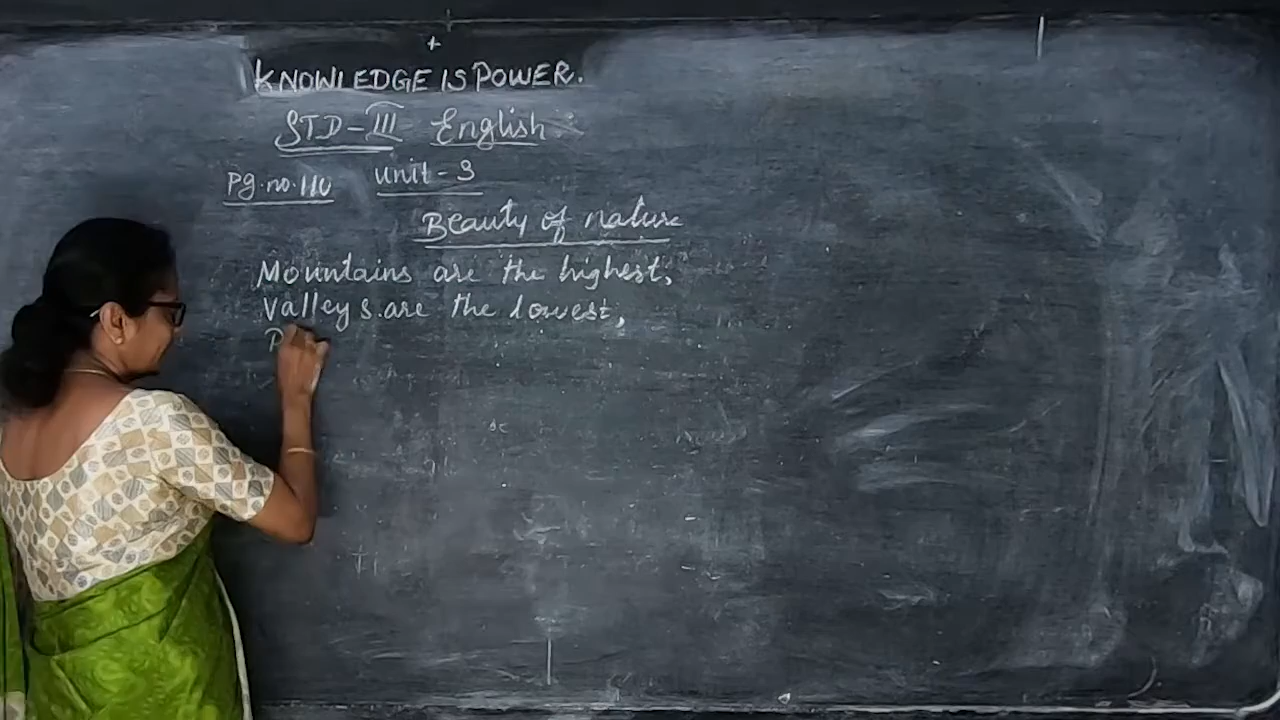 KNOWLEDGE IS POWER.
STD-III English
Pg.no.110 Unit-3
Beauty of nature
Mountains are the highest,
Valleys.are the lowest,
P